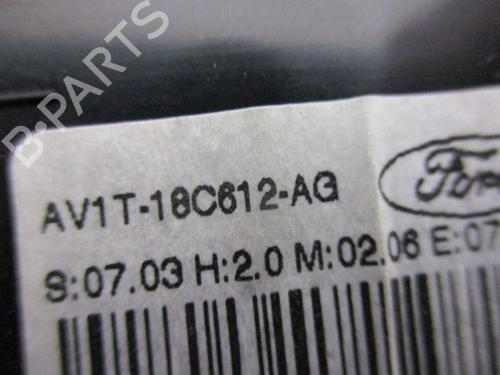 B-PARTS
AV1T-18C612-AG
Ford
S:07.03 H:2.0 M:02.06 E:07